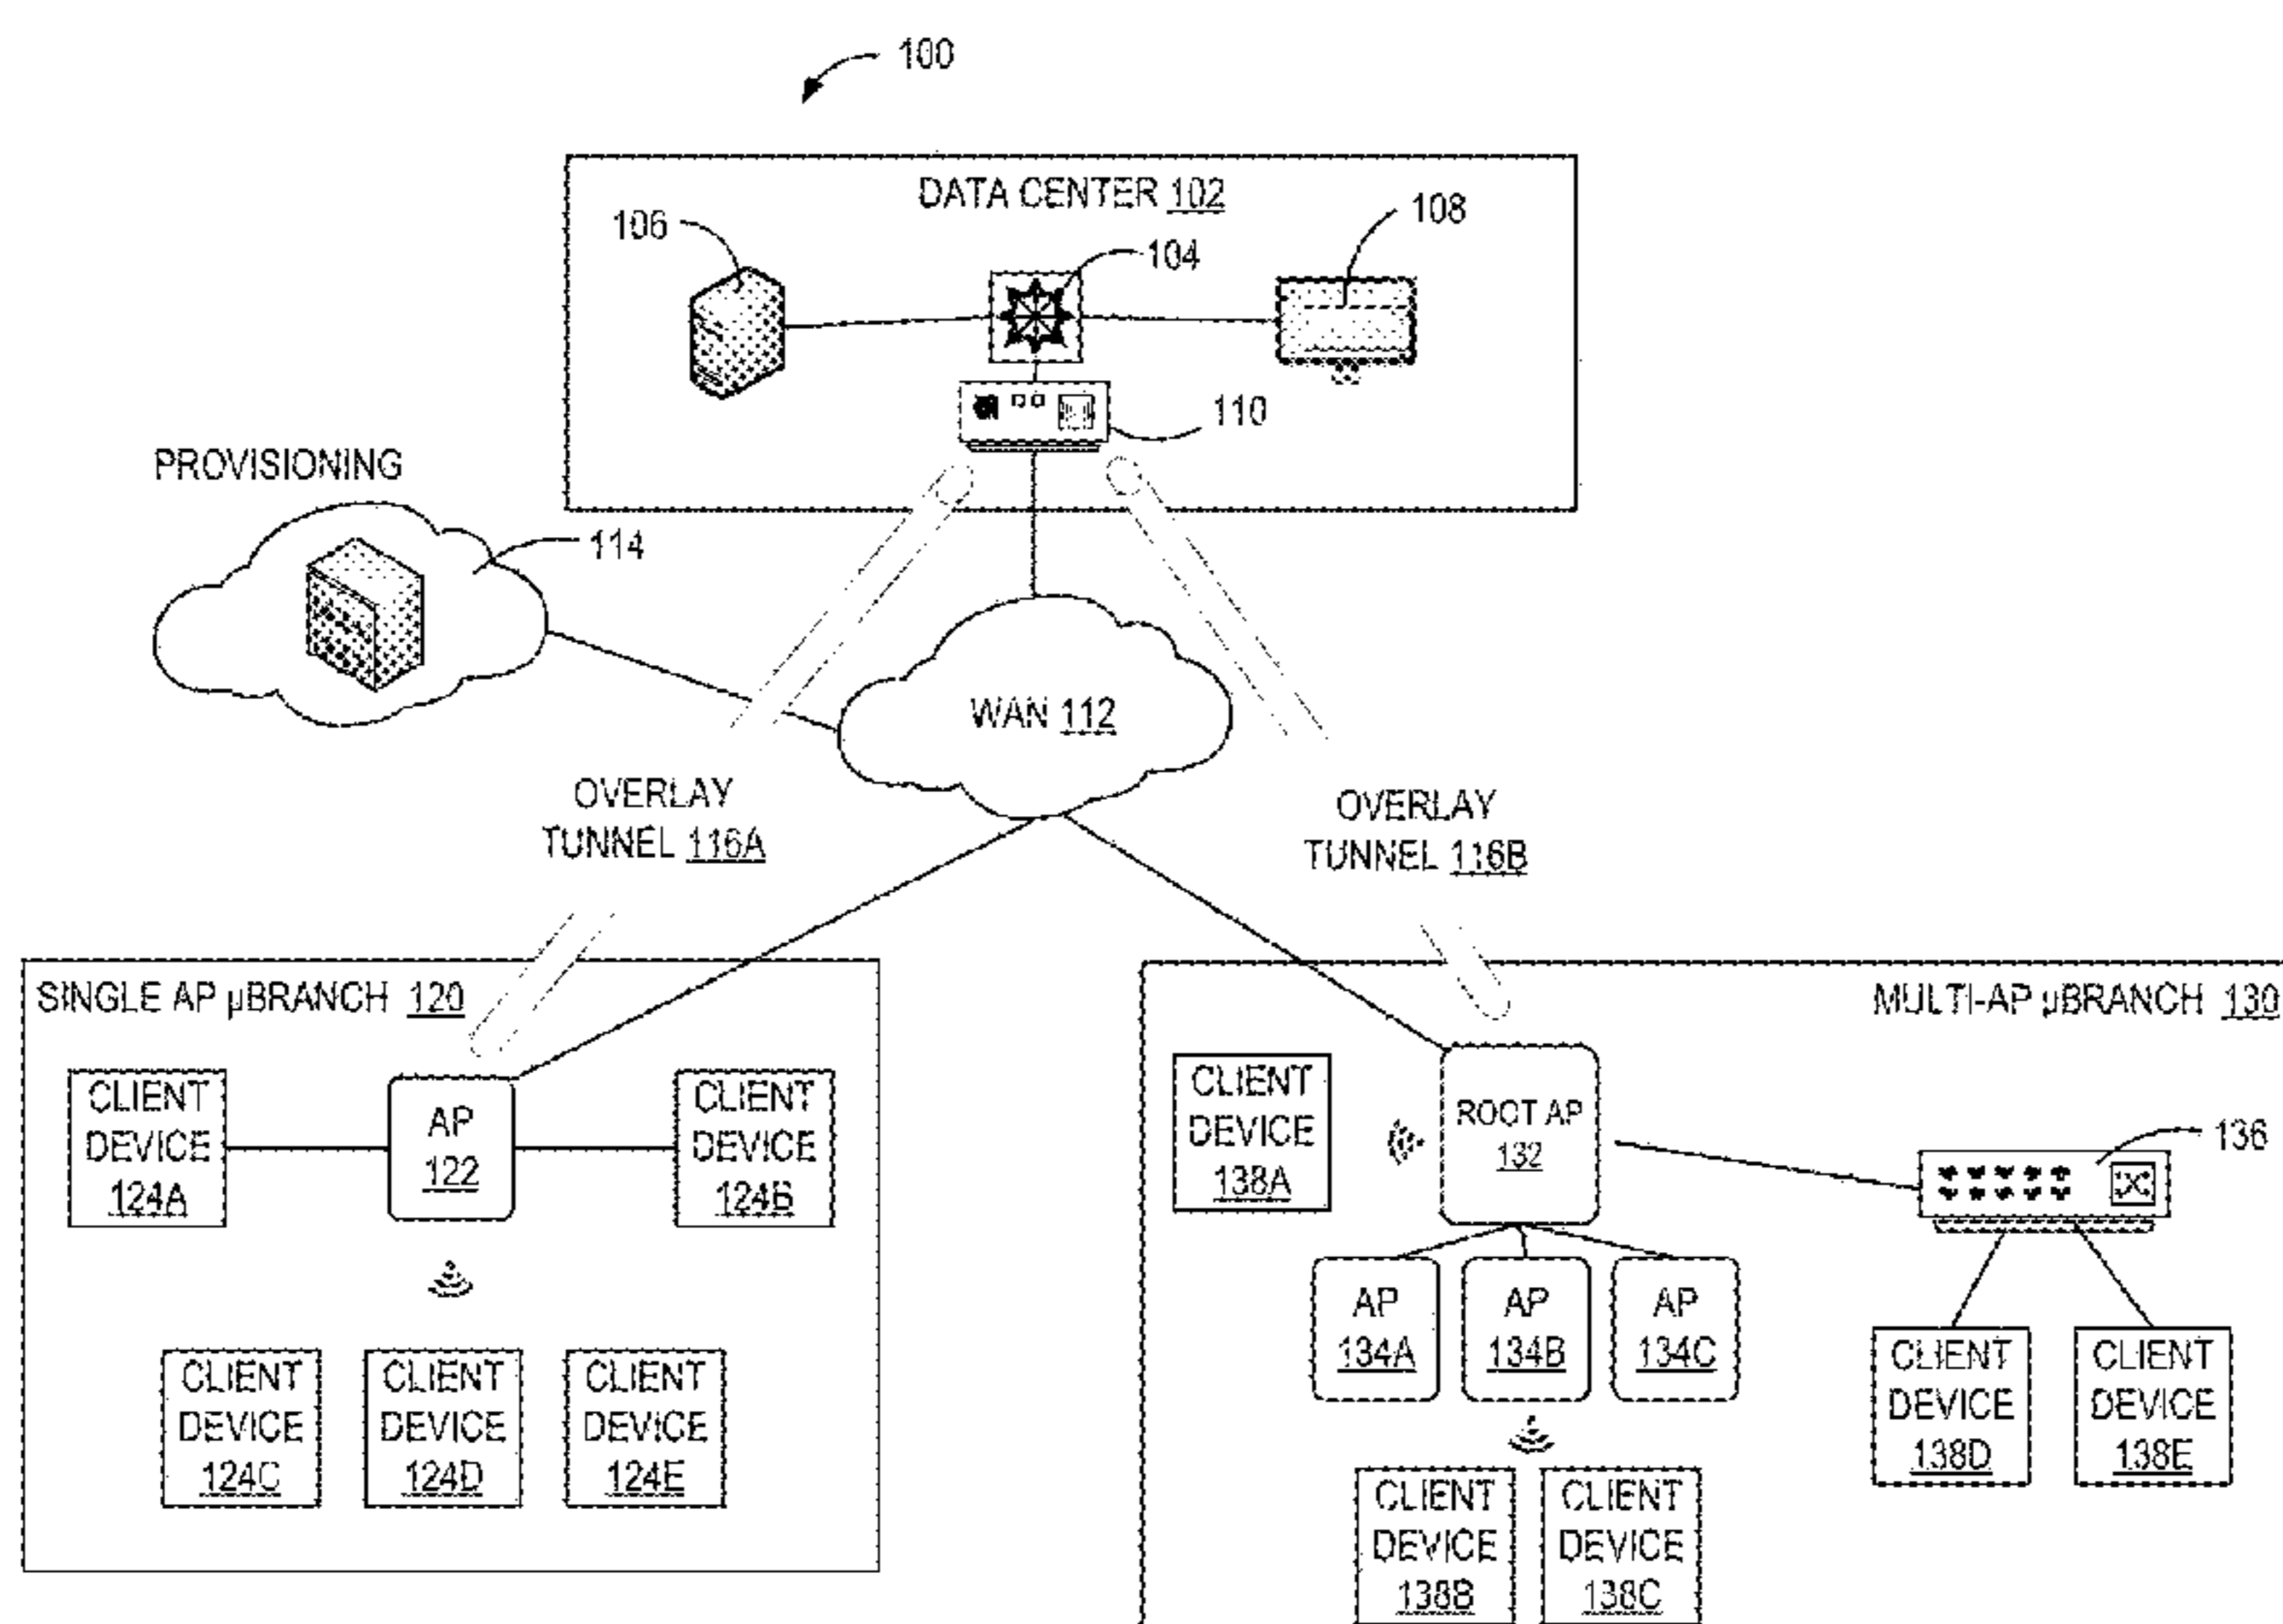 100
DATA CENTER 102
106
104
108
110
PROVISIONING
114
WAN 112
OVERLAY
TUNNEL 116A
OVERLAY
TUNNEL 116B
SINGLE AP µBRANCH 120
CLIENT
DEVICE
124A
AP
122
CLIENT
DEVICE
124B
CLIENT
DEVICE
124C
CLIENT
DEVICE
124D
CLIENT
DEVICE
124E
MULTI-AP µBRANCH 130
CLIENT
DEVICE
138A
ROOT AP
132
136
AP
134A
AP
134B
AP
134C
CLIENT
DEVICE
138D
CLIENT
DEVICE
138E
CLIENT
DEVICE
138B
CLIENT
DEVICE
138C